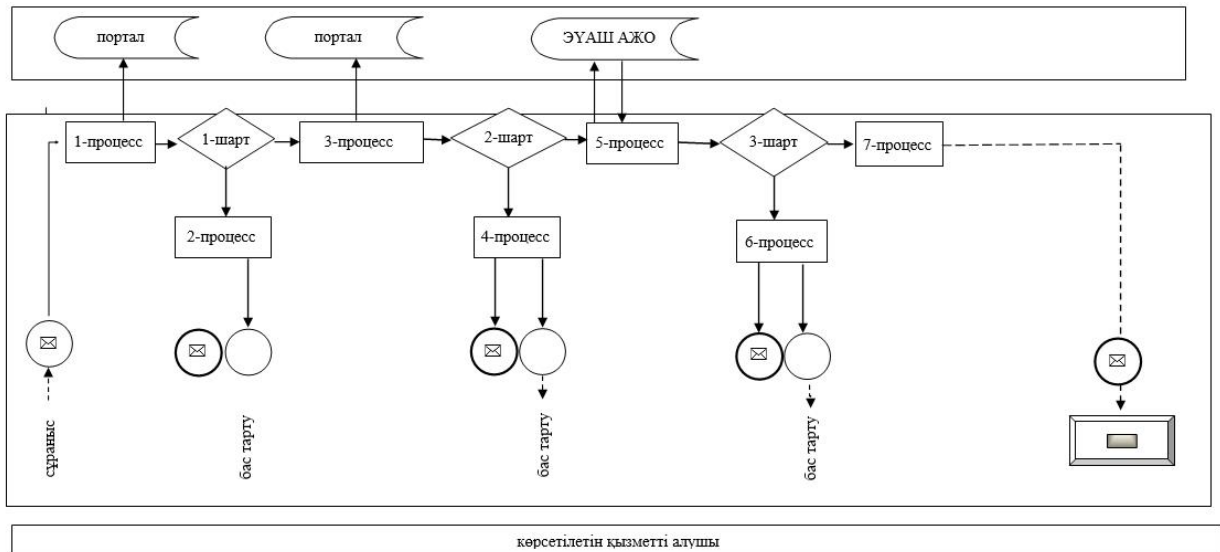 портал
портал
ЭҮАШ АЖО
1-процесс
1-шарт
3-процесс
2-шарт
5-процесс
3-шарт
7-процесс
2-процесс
4-процесс
6-процесс
сұраныс
бас тарту
бас тарту
бас тарту
көрсетілетін қызметті алушы